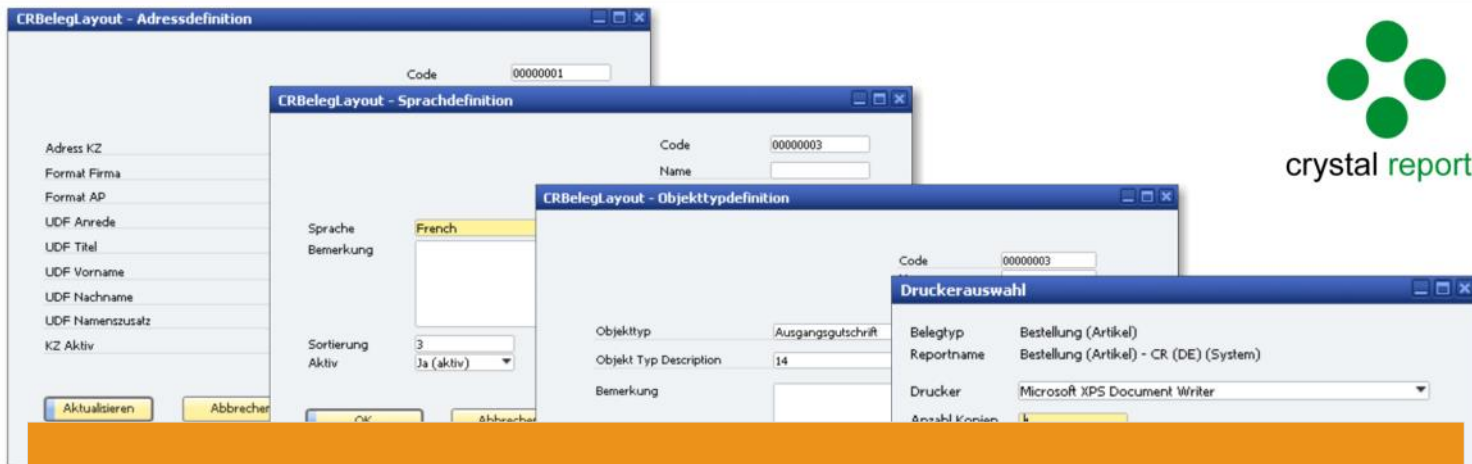 CRBelegLayout - Adressdefinition
Code 00000001
Adress KZ
Format Firma
Format AP
UDF Anrede
UDF Titel
UDF Vorname
UDF Nachname
UDF Namenszusatz
KZ Aktiv
Aktualisieren
CRBelegLayout - Sprachdefinition
Code 00000003
Name
Sprache French
Bemerkung
Sortierung 3
Aktiv Ja (aktiv)
OK
CRBelegLayout - Objekttypdefinition
Code 00000003
Objekttyp Ausgangsgutschrift
Objekt Typ Description 14
Bemerkung
Druckerauswahl
Belegtyp Bestellung (Artikel)
Reportname Bestellung (Artikel) - CR (DE) (System)
Drucker Microsoft XPS Document Writer
Anzahl Kopien
crystal report